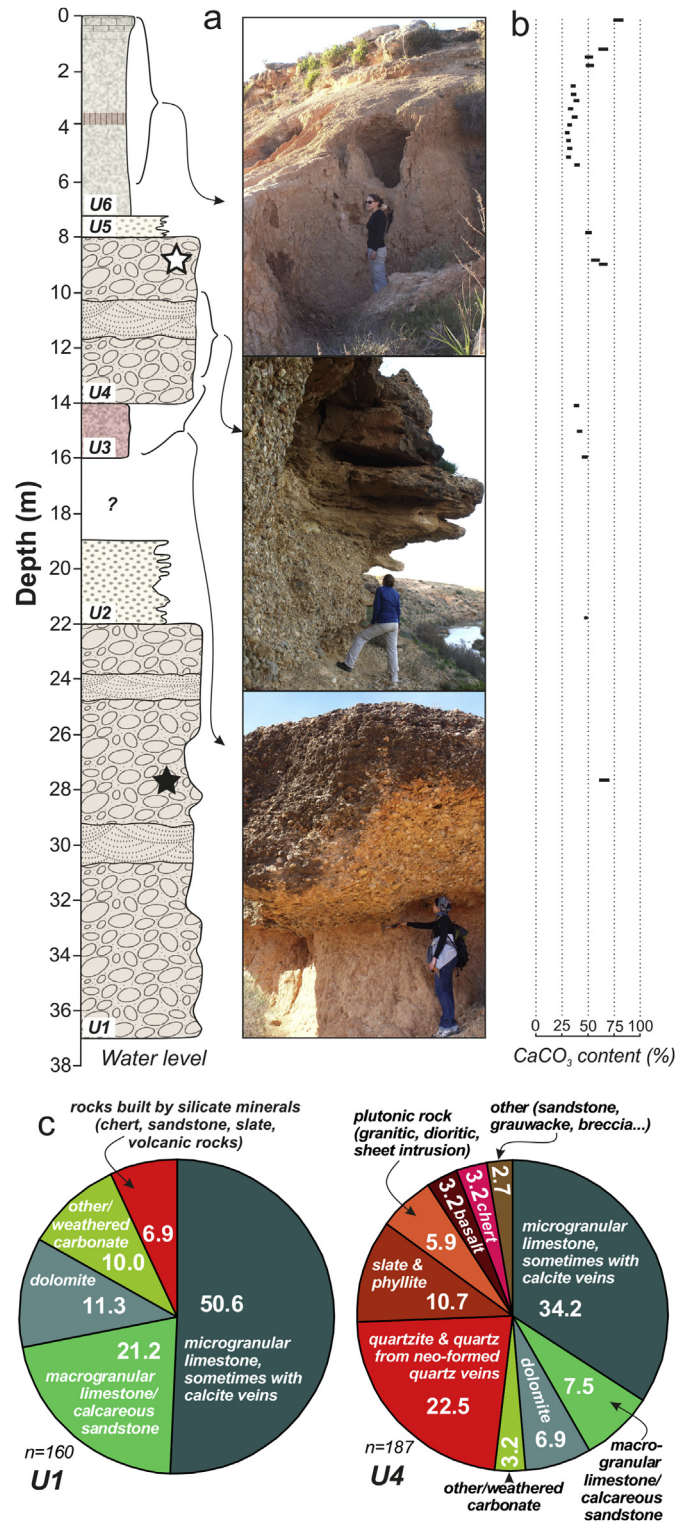 a
b
0
2
4
6
8
10
12
14
16
18
20
22
24
26
28
30
32
34
36
38
Depth (m)
U6
U5
U4
U3
?
U2
U1
Water level
0 25 50 75 100
CaCO3 content (%)
c
rocks built by silicate minerals
(chert, sandstone, slate,
volcanic rocks)
6.9
other/
weathered
carbonate
10.0
dolomite
11.3
21.2
macrogranular
limestone/
calcareous
sandstone
50.6
microgranular
limestone,
sometimes with
calcite veins
n=160
U1
plutonic rock
(granitic, dioritic,
sheet intrusion)
5.9
other (sandstone,
grauwacke, breccia...)
2.7
3.2 basalt
3.2 chert
microgranular
limestone,
sometimes with
calcite veins
34.2
slate &
phyllite
10.7
quartzite & quartz
from neo-formed
quartz veins
22.5
3.2
other/weathered
carbonate
dolomite
6.9
7.5
macro-
granular
limestone/
calcareous
sandstone
n=187
U4